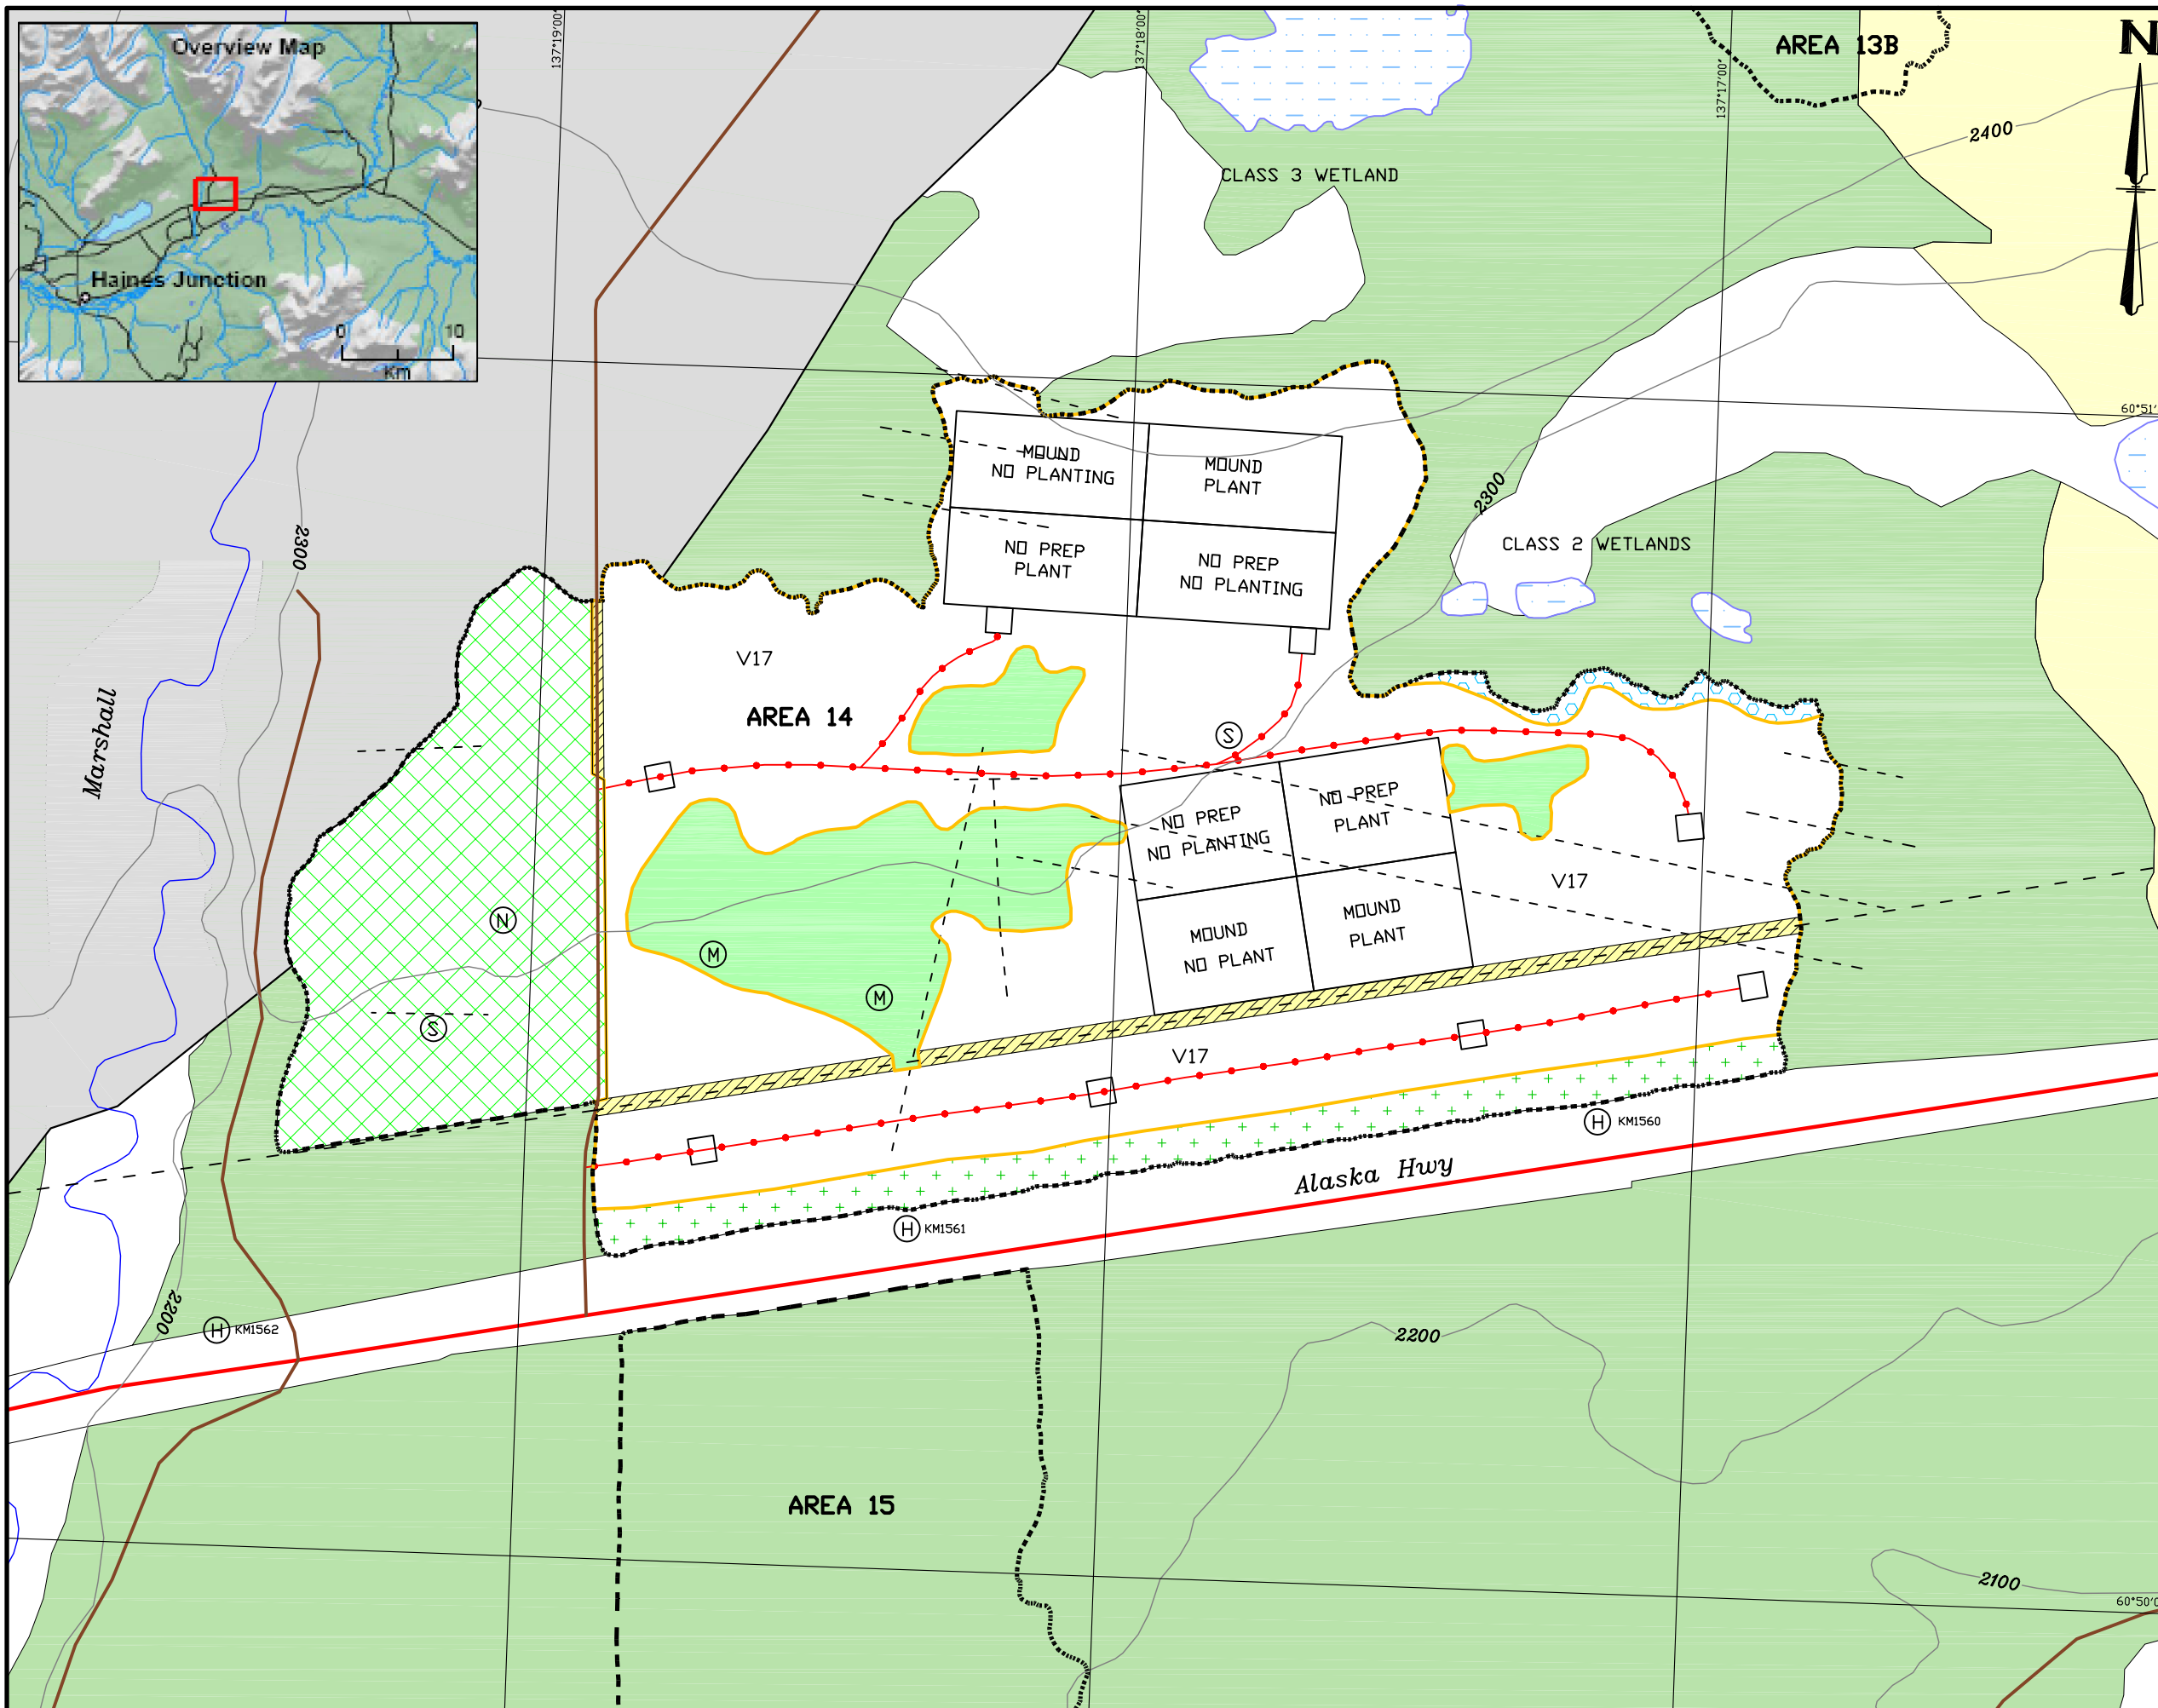 Overview Map
Haines Junction
0 10
Km
137°19'00"
137°18'00"
137°17'00"
AREA 13B
N
2400
CLASS 3 WETLAND
60°51'
MOUND
NO PLANTING
MOUND
PLANT
NO PREP
PLANT
NO PREP
NO PLANTING
2300
2300
CLASS 2 WETLANDS
V17
AREA 14
Marshall
S
NO PREP
NO PLANTING
NO PREP
PLANT
V17
N
M
M
S
MOUND
NO PLANT
MOUND
PLANT
V17
H KM1560
Alaska Hwy
H KM1561
H KM1562
2200
2200
AREA 15
2100
60°50'0